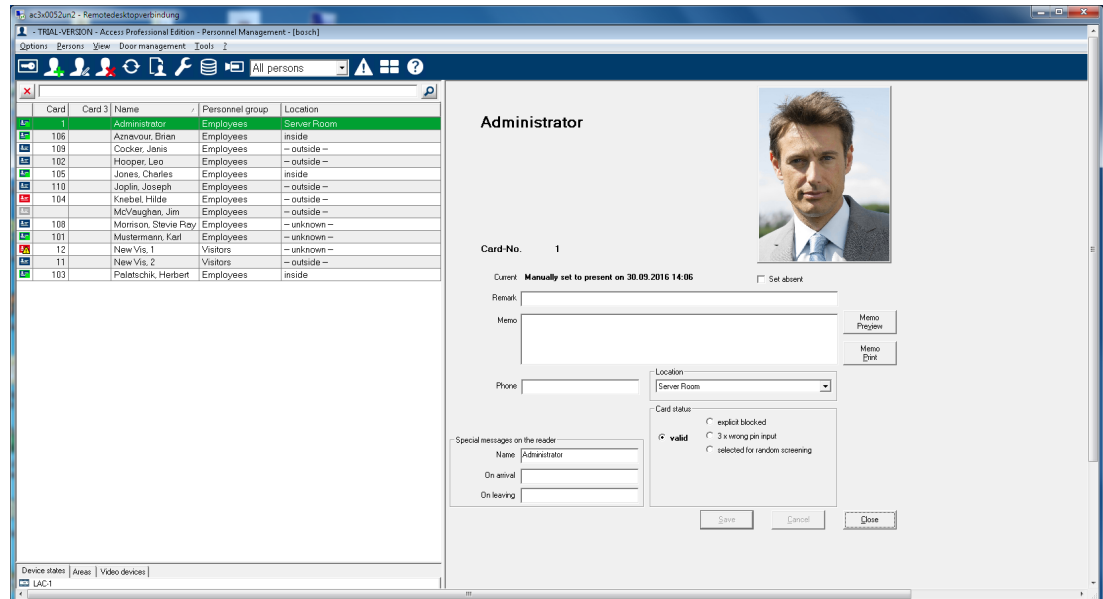 ac3x0052un2 - Remotedesktopverbindung
- TRIAL-VERSION - Access Professional Edition - Personnel Management - [bosch]
Options Persons View Door management Tools ?
All persons
Card Card 3 Name Personnel group Location
1 Administrator Employees Server Room
106 Aznavour, Brian Employees inside
109 Cocker, Janis Employees – outside –
102 Hooper, Leo Employees – outside –
105 Jones, Charles Employees inside
110 Joplin, Joseph Employees – outside –
104 Knebel, Hilde Employees – outside –
McVaughan, Jim Employees – outside –
108 Morrison, Stevie Ray Employees – unknown –
101 Mustermann, Karl Employees – unknown –
12 New Vis, 1 Visitors – unknown –
11 New Vis, 2 Visitors – outside –
103 Palatschik, Herbert Employees inside
Device states Areas Video devices
LAC-1
Administrator
Card-No. 1
Current Manually set to present on 30.09.2016 14:06
Set absent
Remark
Memo
Memo Preview
Memo Print
Phone
Location
Server Room
Card status
valid
explicit blocked
3 x wrong pin input
selected for random screening
Special messages on the reader
Name Administrator
On arrival
On leaving
Save Cancel Close